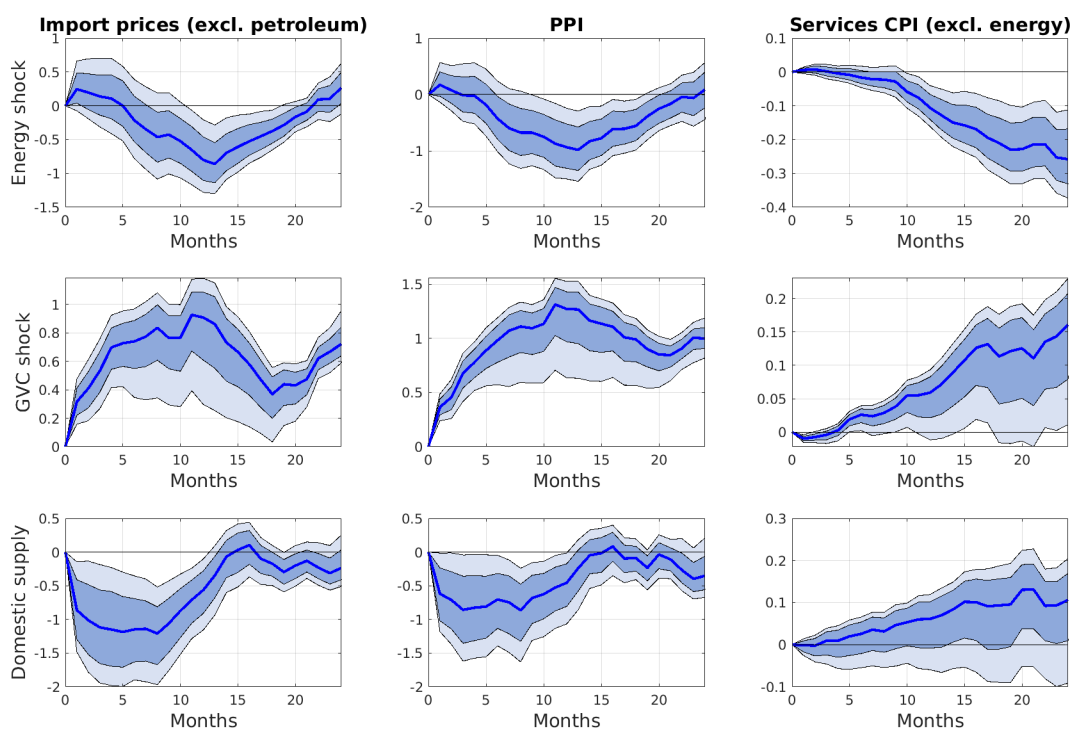 Import prices (excl. petroleum)
PPI
Services CPI (excl. energy)
Energy shock
1
0.5
0
-0.5
-1
-1.5
0 5 10 15 20
Months
1
0
-1
-2
0 5 10 15 20
Months
0.1
0
-0.1
-0.2
-0.3
-0.4
0 5 10 15 20
Months
GVC shock
1
0.8
0.6
0.4
0.2
0
0 5 10 15 20
Months
1.5
1
0.5
0
0 5 10 15 20
Months
0.2
0.15
0.1
0.05
0
0 5 10 15 20
Months
Domestic supply
0.5
0
-0.5
-1
-1.5
-2
0 5 10 15 20
Months
0.5
0
-0.5
-1
-1.5
-2
0 5 10 15 20
Months
0.3
0.2
0.1
0
-0.1
0 5 10 15 20
Months